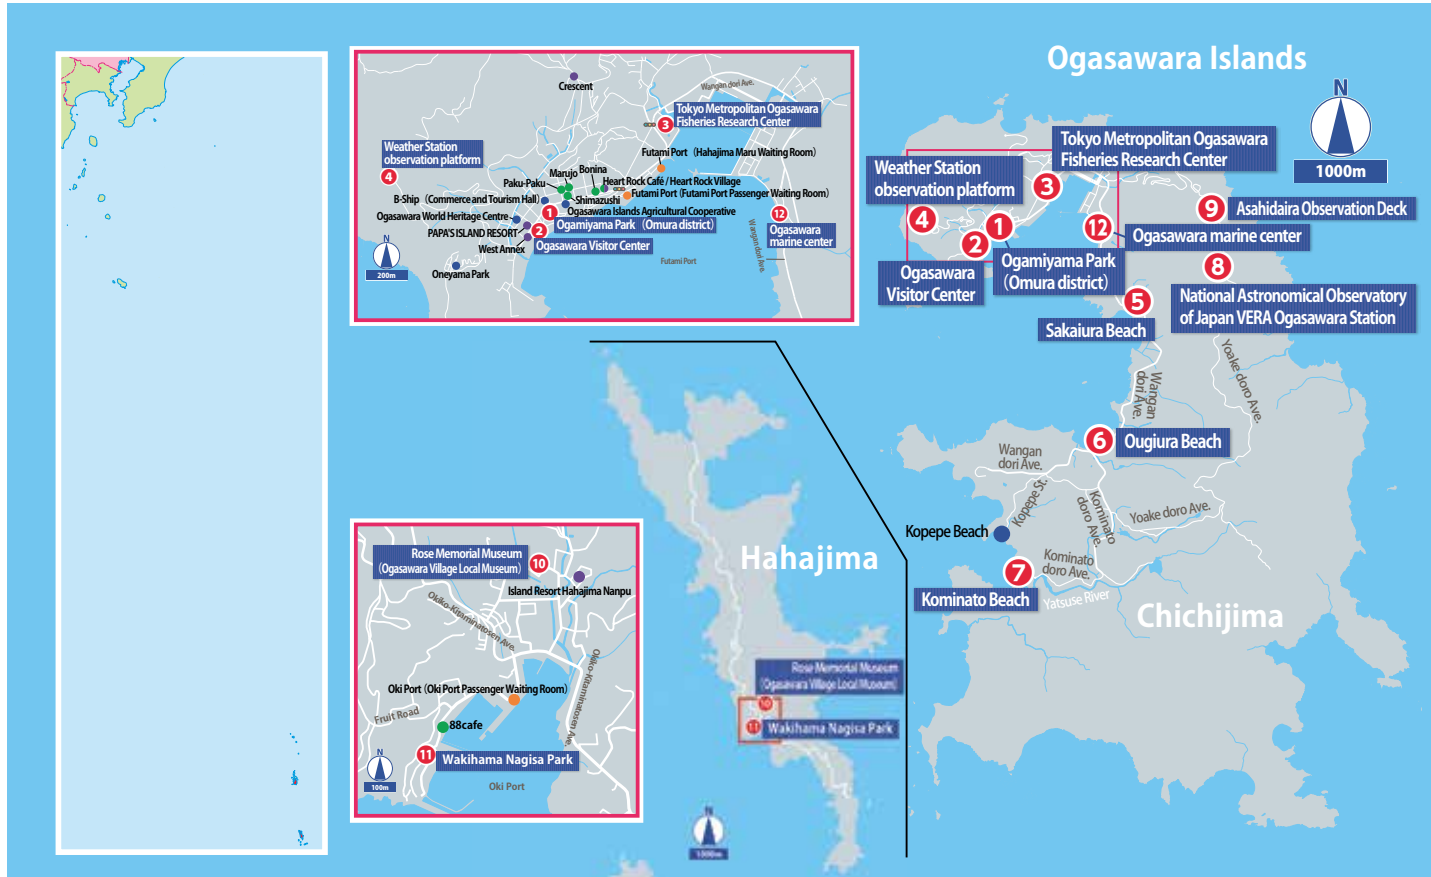 Ogasawara Islands
N
1000m
Crescent
Wangan dori Ave.
Tokyo Metropolitan Ogasawara
Fisheries Research Center
3
Weather Station
observation platform
4
Futami Port (Hahajima Maru Waiting Room)
Bonina
Marujo
Paku-Paku
Heart Rock Café / Heart Rock Village
B-Ship (Commerce and Tourism Hall)
Shimazushi
Futami Port (Futami Port Passenger Waiting Room)
1
Ogasawara Islands Agricultural Cooperative
Ogasawara World Heritage Centre
Ogamiyama Park (Omura district)
PAPA'S ISLAND RESORT
2
West Annex
Ogasawara Visitor Center
12
Ogasawara
marine center
Wangan
dori Ave.
Futami Port
Oneyama Park
N
200m
Tokyo Metropolitan Ogasawara
Fisheries Research Center
3
Weather Station
observation platform
4
9
Asahidaira Observation Deck
12
Ogasawara marine center
1
Ogamiyama Park
(Omura district)
2
Ogasawara
Visitor Center
8
National Astronomical Observatory
of Japan VERA Ogasawara Station
5
Sakaiura Beach
Yoake doro Ave.
Wangan
dori Ave.
6
Ougiura Beach
Wangan
dori Ave.
Kopepe St.
Kominato
doro Ave.
Yoake doro Ave.
Kopepe Beach
Kominato
doro Ave.
7
Kominato Beach
Yatsuse River
Chichijima
Hahajima
Rose Memorial Museum
(Ogasawara Village Local Museum)
10
11
Wakihama Nagisa Park
N
1000m
Rose Memorial Museum
(Ogasawara Village Local Museum)
10
Island Resort Hahajima Nanpu
Okiko-Kitaminatosen Ave.
Okiko-Kitaminatosen Ave.
Oki Port (Oki Port Passenger Waiting Room)
Fruit Road
88cafe
11
Wakihama Nagisa Park
N
100m
Oki Port